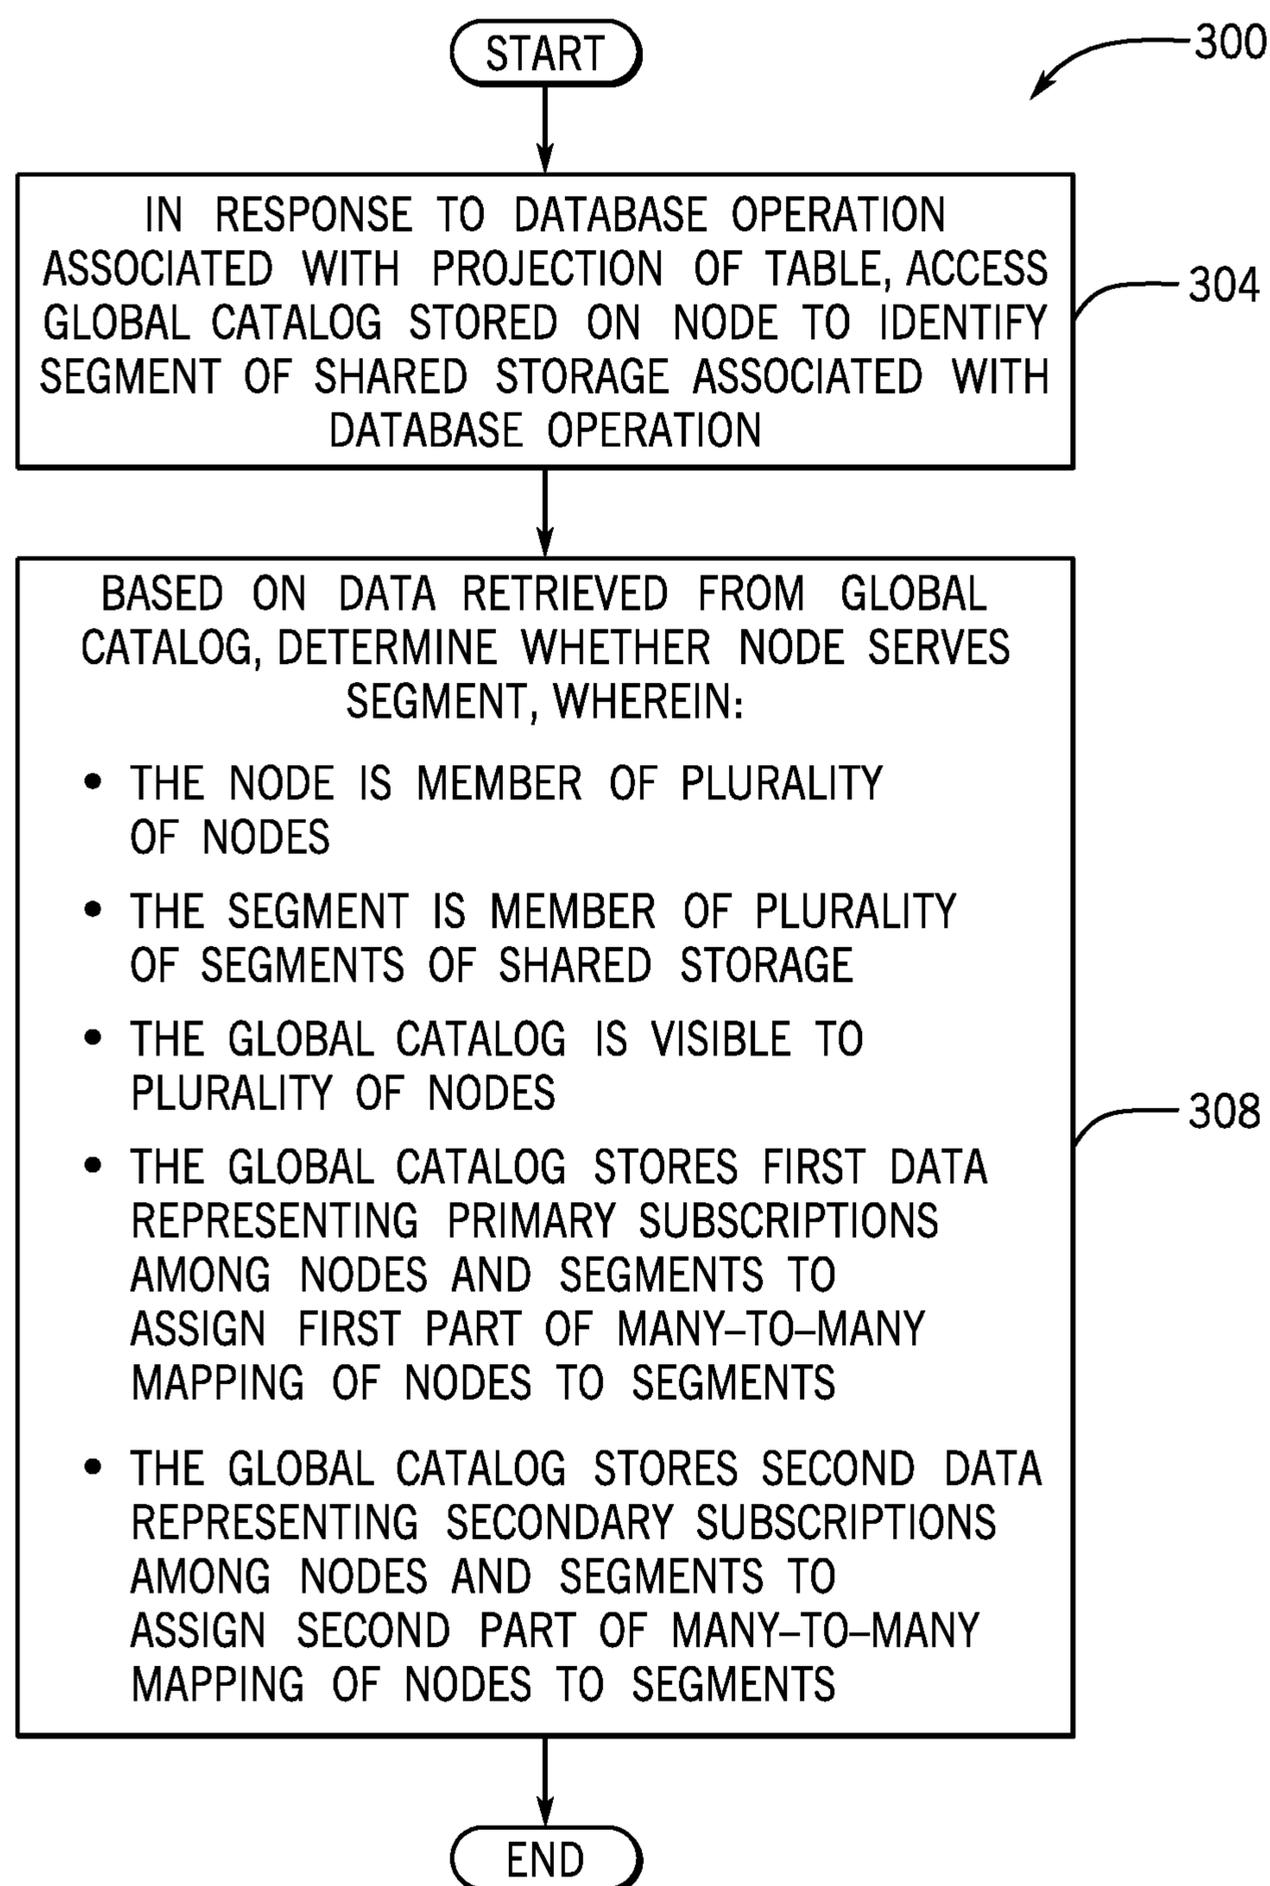 START
300
IN RESPONSE TO DATABASE OPERATION
ASSOCIATED WITH PROJECTION OF TABLE, ACCESS
GLOBAL CATALOG STORED ON NODE TO IDENTIFY
SEGMENT OF SHARED STORAGE ASSOCIATED WITH
DATABASE OPERATION
304
BASED ON DATA RETRIEVED FROM GLOBAL
CATALOG, DETERMINE WHETHER NODE SERVES
SEGMENT, WHEREIN:
• THE NODE IS MEMBER OF PLURALITY
OF NODES
• THE SEGMENT IS MEMBER OF PLURALITY
OF SEGMENTS OF SHARED STORAGE
• THE GLOBAL CATALOG IS VISIBLE TO
PLURALITY OF NODES
• THE GLOBAL CATALOG STORES FIRST DATA
REPRESENTING PRIMARY SUBSCRIPTIONS
AMONG NODES AND SEGMENTS TO
ASSIGN FIRST PART OF MANY–TO–MANY
MAPPING OF NODES TO SEGMENTS
• THE GLOBAL CATALOG STORES SECOND DATA
REPRESENTING SECONDARY SUBSCRIPTIONS
AMONG NODES AND SEGMENTS TO
ASSIGN SECOND PART OF MANY–TO–MANY
MAPPING OF NODES TO SEGMENTS
308
END